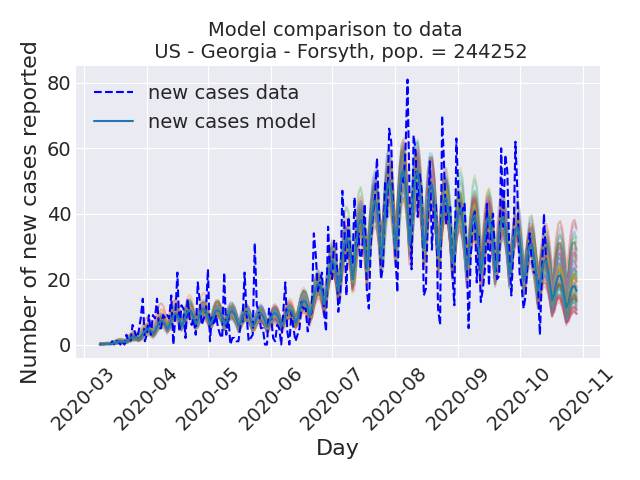 Model comparison to data
US - Georgia - Forsyth, pop. = 244252
Number of new cases reported
80
60
40
20
0
new cases data
new cases model
2020-03
2020-04
2020-05
2020-06
2020-07
2020-08
2020-09
2020-10
2020-11
Day